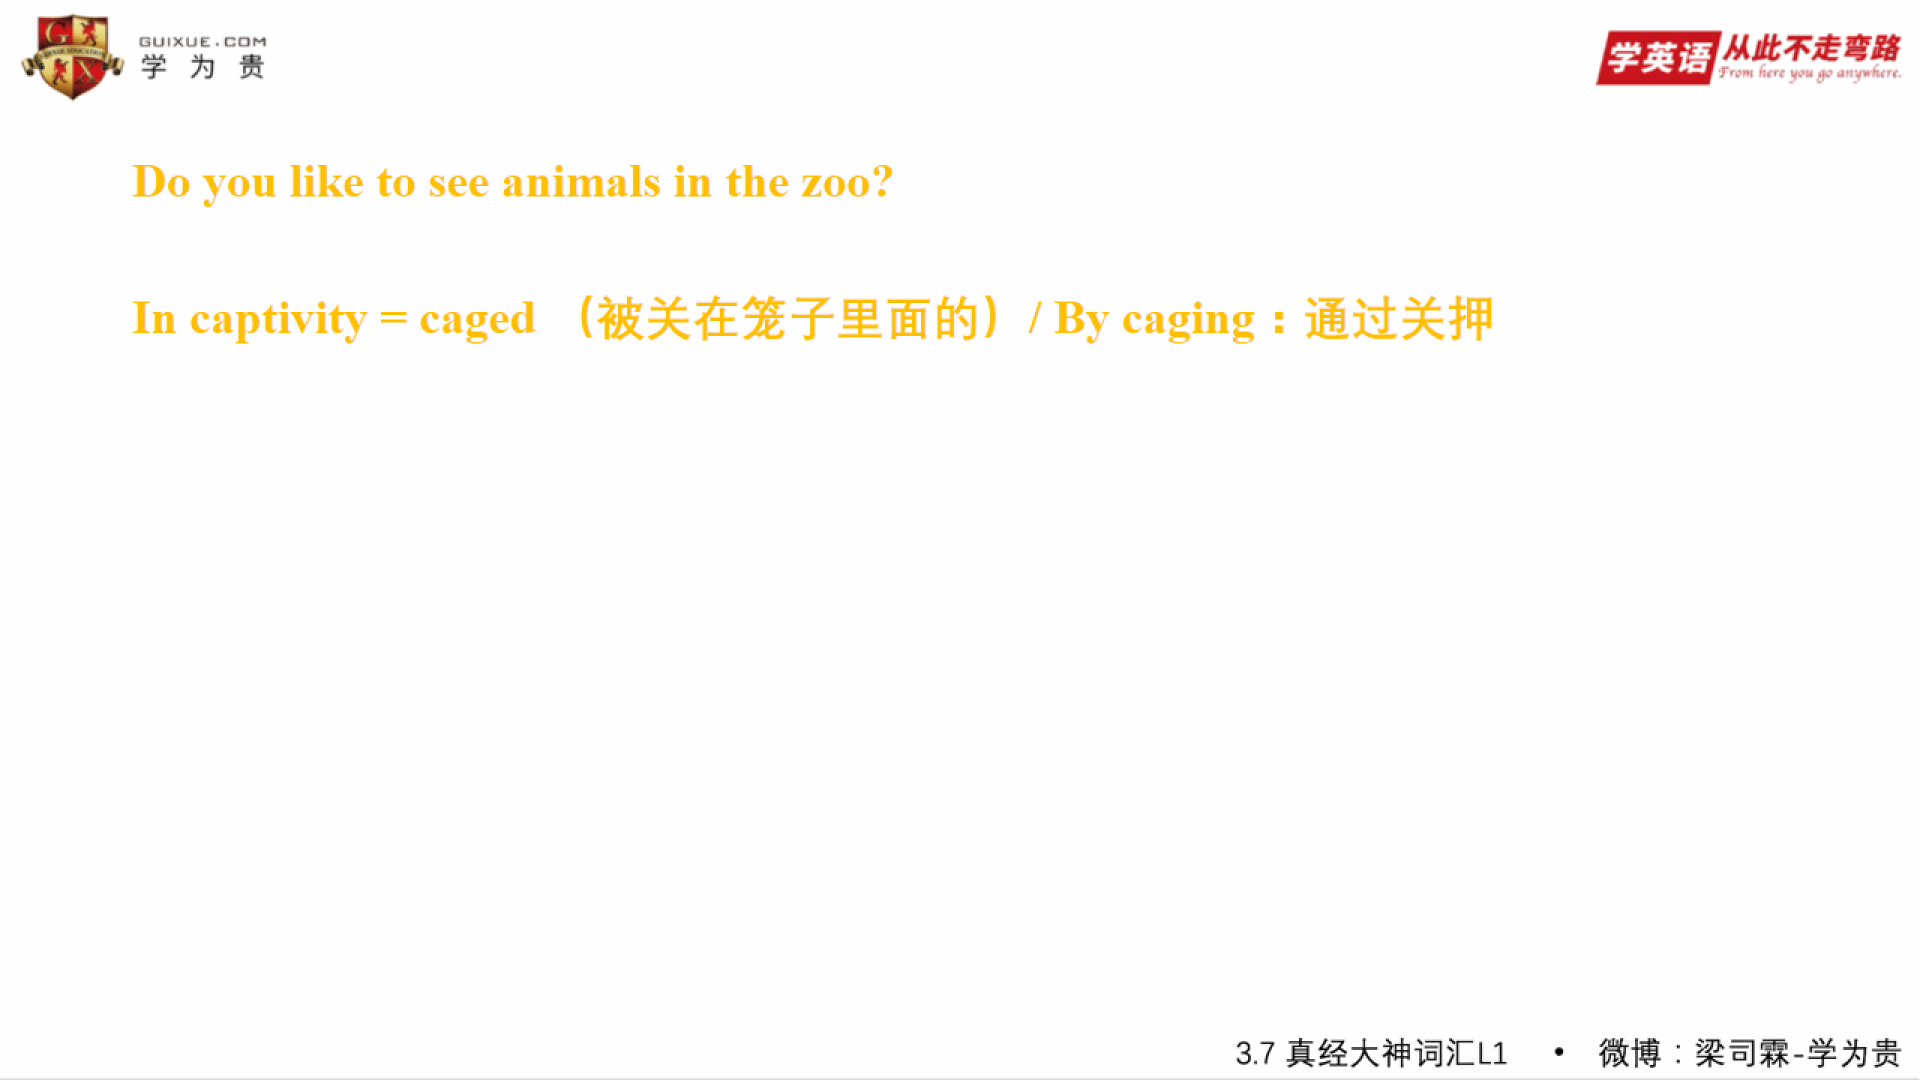 GUIXUE.COM
学为贵
学英语 从此不走弯路
From here you go anywhere.
Do you like to see animals in the zoo?
In captivity = caged （被关在笼子里面的）/ By caging：通过关押
3.7 真经大神词汇L1 • 微博：梁司霖-学为贵